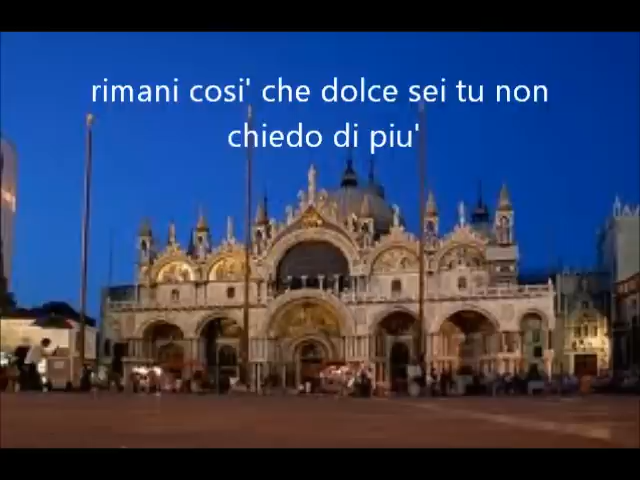 rimani cosi' che dolce sei tu non
chiedo di piu'